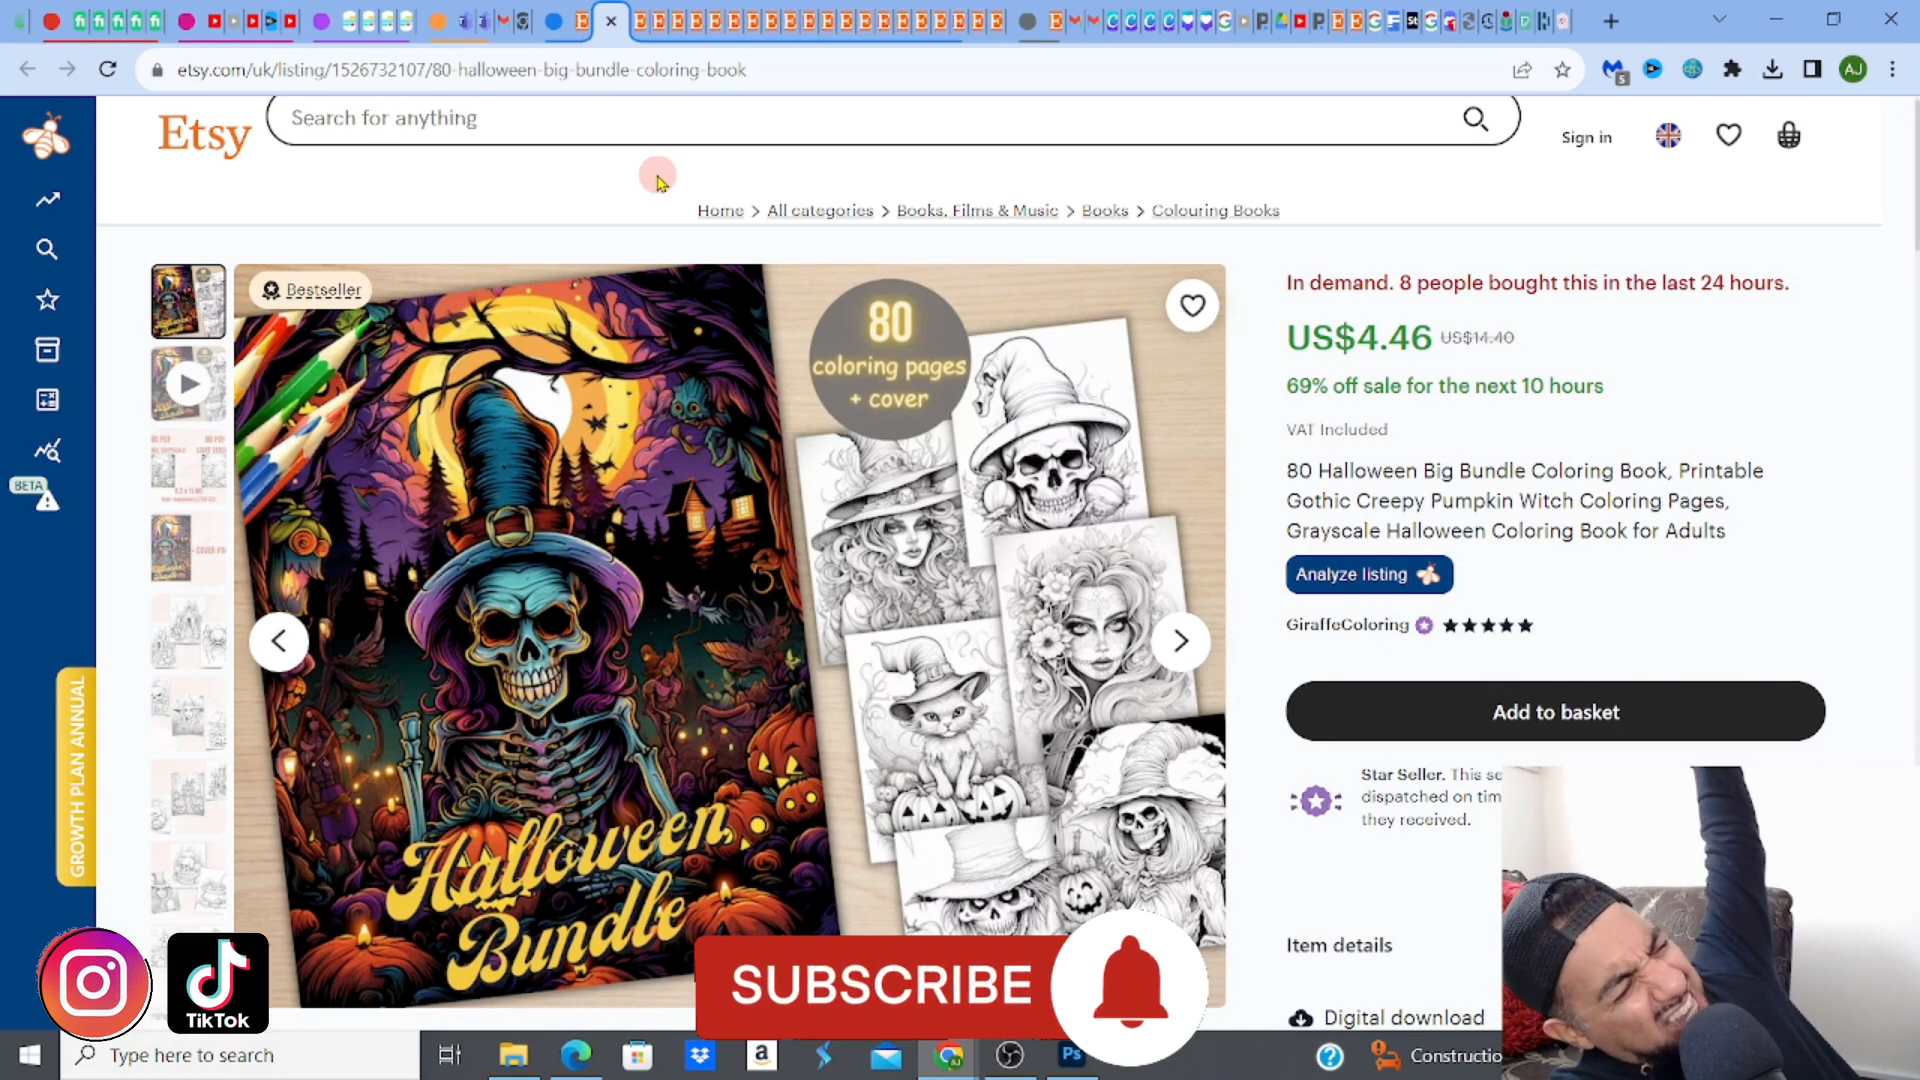 etsy.com/uk/listing/1526732107/80-halloween-big-bundle-coloring-book
5
AJ
Etsy
Search for anything
Sign in
Home > All categories > Books, Films & Music > Books > Colouring Books
Bestseller
80
coloring pages
+ cover
Halloween
Bundle
In demand. 8 people bought this in the last 24 hours.
US$4.46 US$14.40
69% off sale for the next 10 hours
VAT Included
80 Halloween Big Bundle Coloring Book, Printable
Gothic Creepy Pumpkin Witch Coloring Pages,
Grayscale Halloween Coloring Book for Adults
Analyze listing
GiraffeColoring
Add to basket
Star Seller. This se
dispatched on tim
they received.
Item details
Digital download
BETA
GROWTH PLAN ANNUAL
TikTok
SUBSCRIBE
Type here to search
a
Ps
Constructio